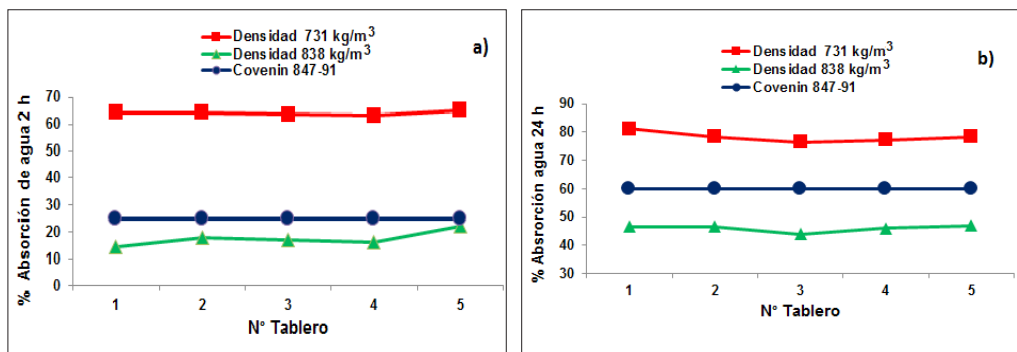 Densidad 731 kg/m3
Densidad 838 kg/m3
Covenin 847-91
a)
% Absorción de agua 2 h
70
60
50
40
30
20
10
0
1 2 3 4 5
N° Tablero
Densidad 731 kg/m3
Densidad 838 kg/m3
Covenin 847-91
b)
% Absrorción agua 24 h
90
80
70
60
50
40
30
1 2 3 4 5
N° Tablero